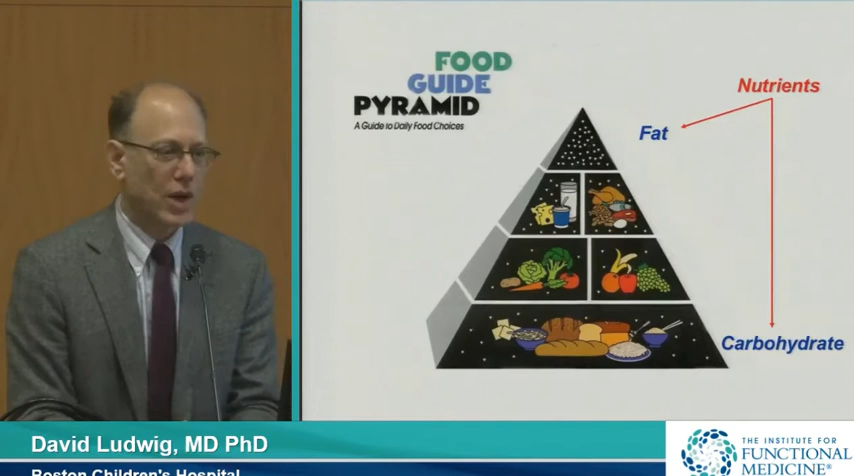 FOOD
GUIDE
PYRAMID
A Guide to Daily Food Choices
Nutrients
Fat
Carbohydrate
David Ludwig, MD PhD
Boston Children's Hospital
THE INSTITUTE FOR
FUNCTIONAL
MEDICINE®